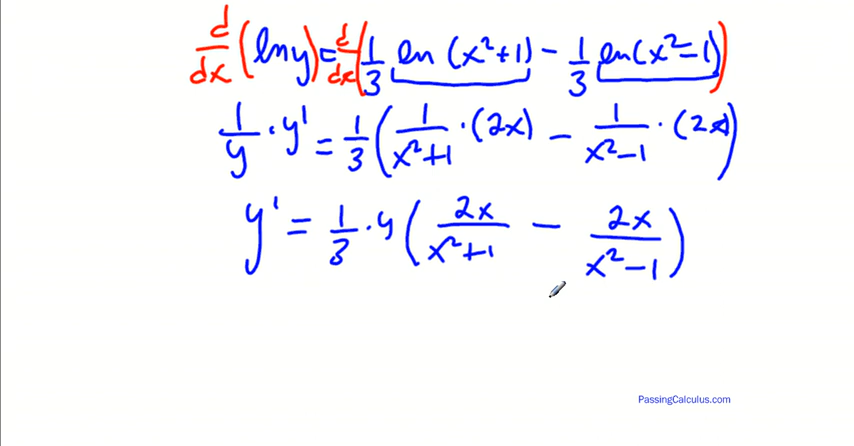 d/dx (ln y) = d/dx (1/3 ln (x²+1) - 1/3 ln(x²-1))
1/y · y' = 1/3 (1/(x²+1) · (2x) - 1/(x²-1) · (2x))
y' = 1/3 · y (2x/(x²+1) - 2x/(x²-1))
PassingCalculus.com